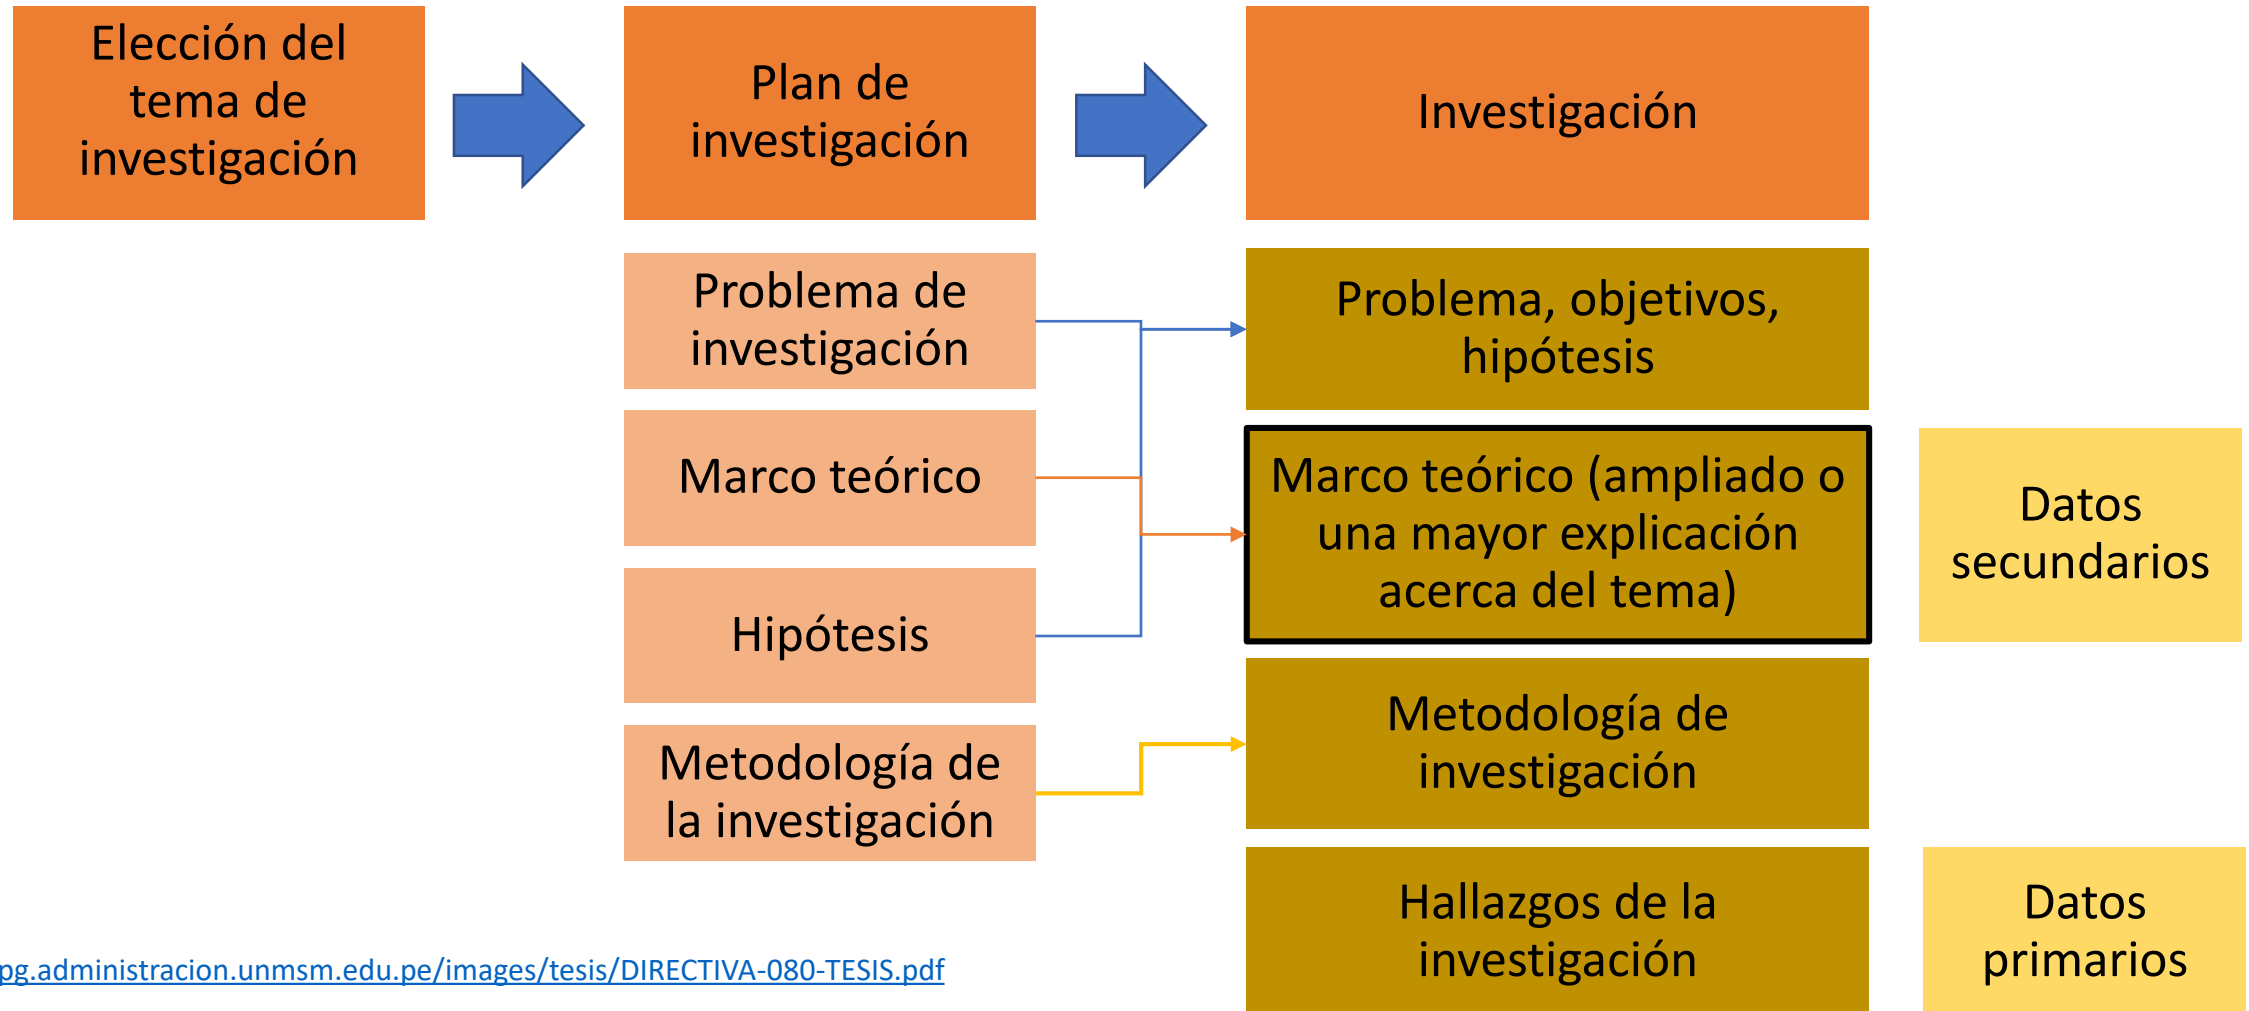 Elección del
tema de
investigación
Plan de
investigación
Investigación
Problema de
investigación
Problema, objetivos,
hipótesis
Marco teórico
Marco teórico (ampliado o
una mayor explicación
acerca del tema)
Datos
secundarios
Hipótesis
Metodología de
la investigación
Metodología de
investigación
Hallazgos de la
investigación
Datos
primarios
pg.administracion.unmsm.edu.pe/images/tesis/DIRECTIVA-080-TESIS.pdf